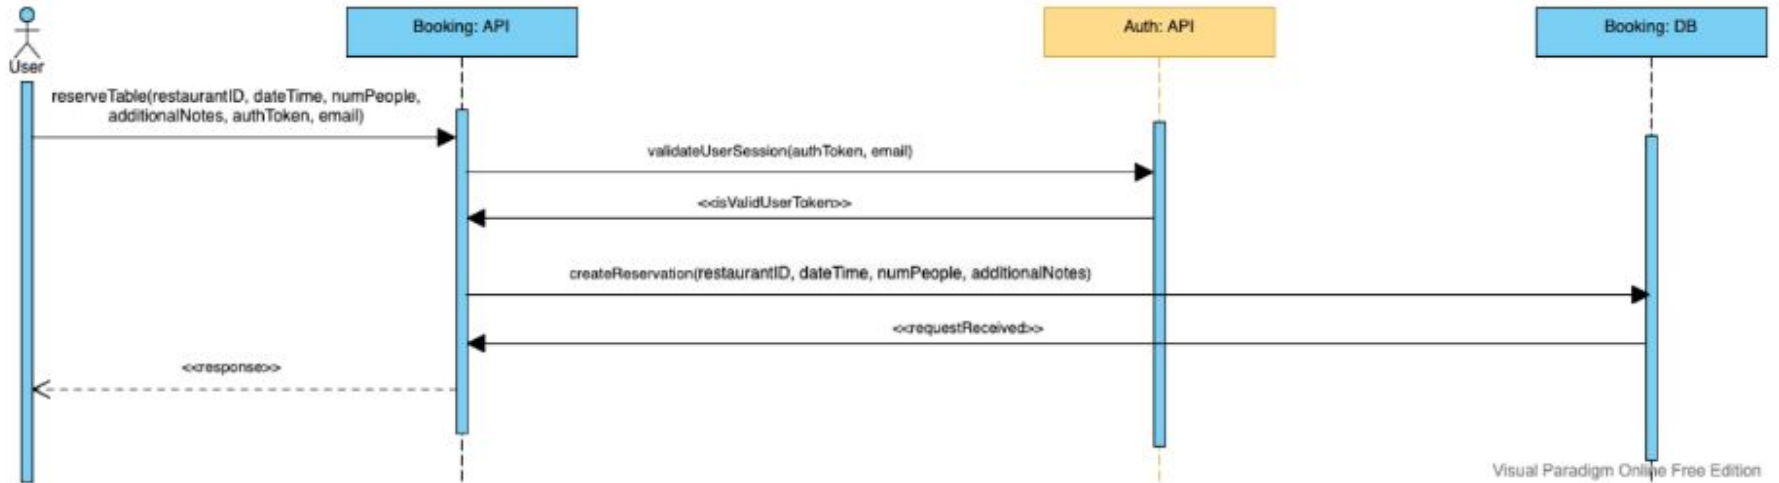 Booking: API
Auth: API
Booking: DB
User
reserveTable(restaurantID, dateTime, numPeople,
additionalNotes, authToken, email)
validateUserSession(authToken, email)
<<isValidUserToken>>
createReservation(restaurantID, dateTime, numPeople, additionalNotes)
<<requestReceived>>
<<response>>
Visual Paradigm Online Free Edition